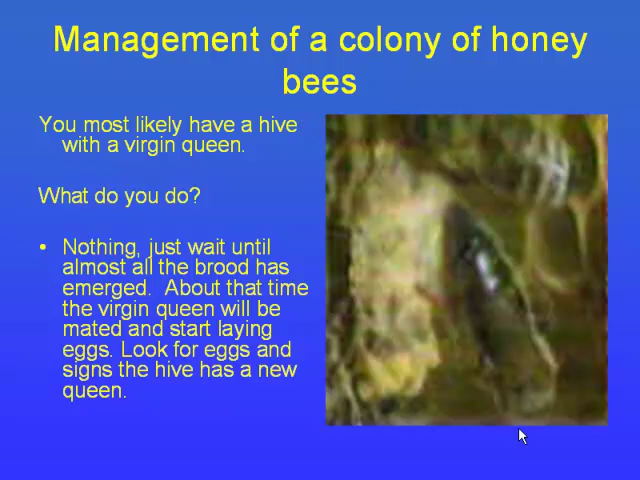 Management of a colony of honey
bees
You most likely have a hive
with a virgin queen.
What do you do?
• Nothing, just wait until
almost all the brood has
emerged. About that time
the virgin queen will be
mated and start laying
eggs. Look for eggs and
signs the hive has a new
queen.